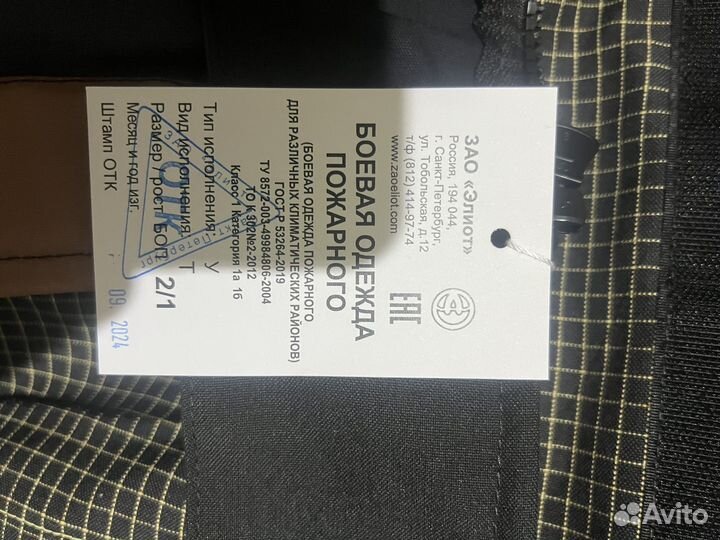 ЗАО «Элиот»
Россия, 194 044,
г. Санкт-Петербург,
ул. Тобольская, д.12
т/ф (812) 414-97-74
www.zaoeliot.com
ЕАС
БОЕВАЯ ОДЕЖДА
ПОЖАРНОГО
(БОЕВАЯ ОДЕЖДА ПОЖАРНОГО
ДЛЯ РАЗЛИЧНЫХ КЛИМАТИЧЕСКИХ РАЙОНОВ)
ГОСТ Р 53264-2019
ТУ 8572-003-49984806-2004
ТО №2-2012
Класс 1 Категория 1а 1б
Тип исполнения: У
Вид исполнения: Т
Размер /рост БОП 2/1
Месяц и год изг. 09. 2024
Штамп ОТК
ОТК
Avito